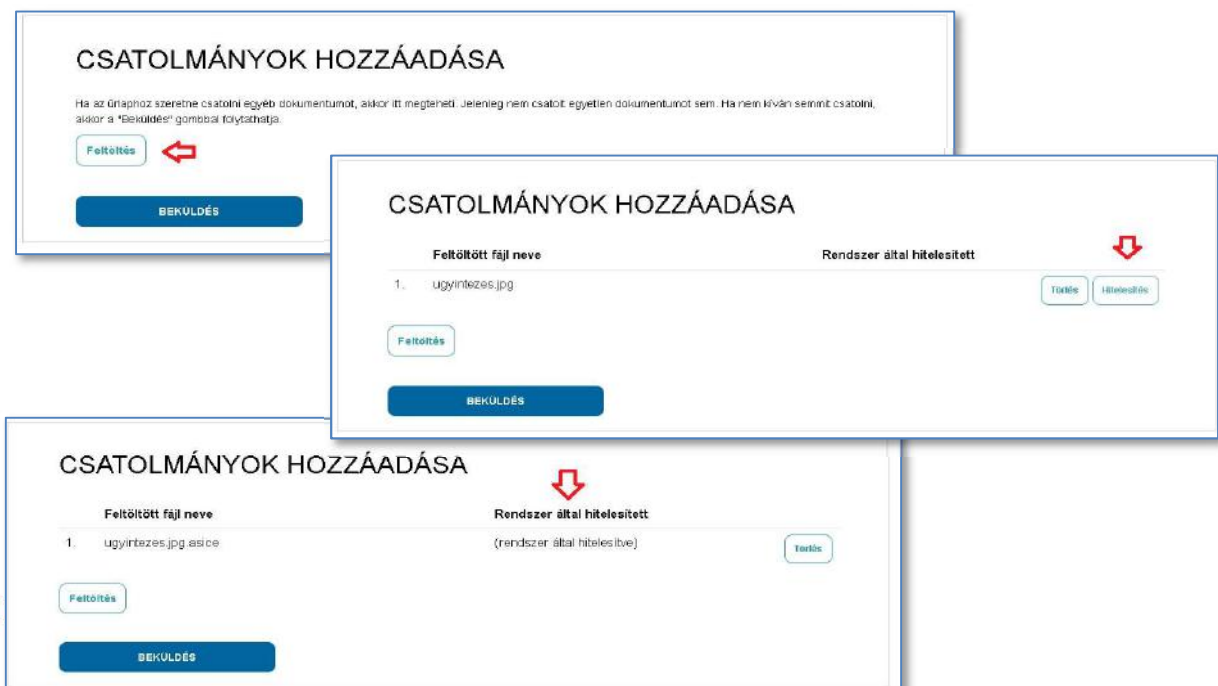 CSATOLMÁNYOK HOZZÁADÁSA
Ha az űrlaphoz szeretne csatolni egyéb dokumentumot, akkor itt megteheti. Jelenleg nem csatolt egyetlen dokumentumot sem. Ha nem kíván semmit csatolni,
akkor a "Beküldés" gombbal folytathatja.
Feltöltés
BEKÜLDÉS
CSATOLMÁNYOK HOZZÁADÁSA
Feltöltött fájl neve Rendszer által hitelesített
1. ugyintezes.jpg Törlés Hitelesítés
Feltöltés
BEKÜLDÉS
CSATOLMÁNYOK HOZZÁADÁSA
Feltöltött fájl neve Rendszer által hitelesített
1. ugyintezes.jpg.asice (rendszer által hitelesítve) Törlés
Feltöltés
BEKÜLDÉS